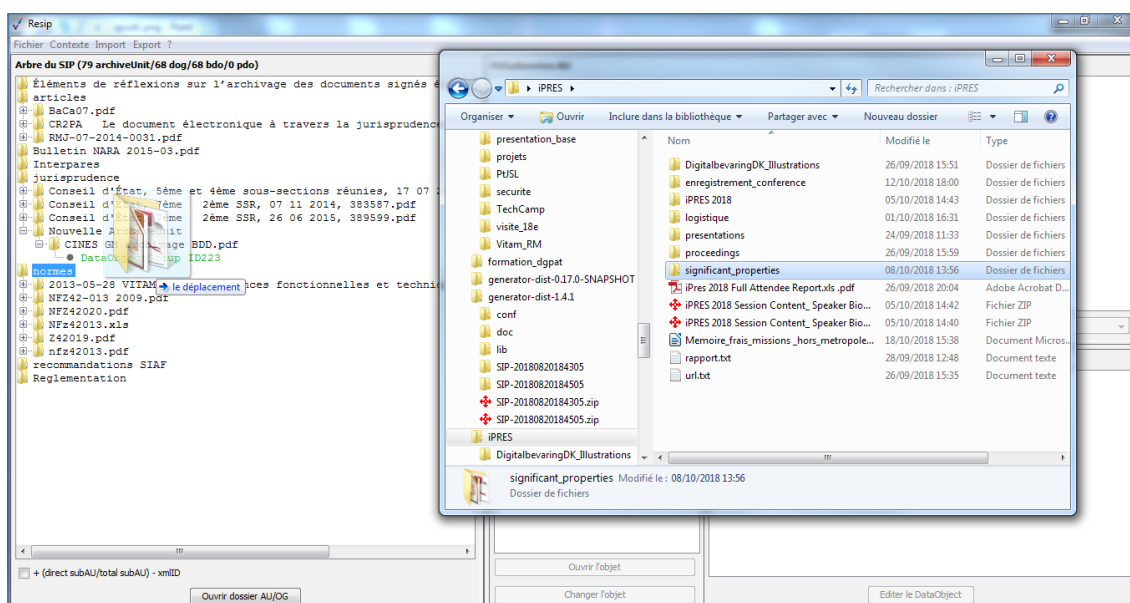 Resip
Fichier Contexte Import Export ?
Arbre du SIP (79 archiveUnit/68 dog/68 bdo/0 pdo)
Éléments de réflexions sur l'archivage des documents signés é
articles
BaCa07.pdf
CR2PA Le document électronique à travers la jurisprudence
RMJ-07-2014-0031.pdf
Bulletin NARA 2015-03.pdf
Interpares
jurisprudence
Conseil d'État, 5ème et 4ème sous-sections réunies, 17 07 2
Conseil d'État, 7ème 2ème SSR, 07 11 2014, 383587.pdf
Conseil d'État, 7ème 2ème SSR, 26 06 2015, 389599.pdf
Nouvelle ArchiveUnit
CINES GM Archivage BDD.pdf
DataObjectGroup ID223
normes
2013-05-28 VITAM nces fonctionnelles et technic
le déplacement
NFZ42-013 2009.pdf
NFZ42020.pdf
NFz42013.xls
Z42019.pdf
nfz42013.pdf
recommandations SIAF
Reglementation
+ (direct subAU/total subAU) - xmlID
Ouvrir dossier AU/OG
iPRES
Rechercher dans : iPRES
Organiser Ouvrir Inclure dans la bibliothèque Partager avec Nouveau dossier
presentation_base
projets
PtJSL
securite
TechCamp
visite_18e
Vitam_RM
formation_dgpat
generator-dist-0.17.0-SNAPSHOT
generator-dist-1.4.1
conf
doc
lib
SIP-20180820184305
SIP-20180820184505
SIP-20180820184305.zip
SIP-20180820184505.zip
iPRES
DigitalbevaringDK_Illustrations
Nom Modifié le Type
DigitalbevaringDK_Illustrations 26/09/2018 15:51 Dossier de fichiers
enregistrement_conference 12/10/2018 18:00 Dossier de fichiers
iPRES 2018 05/10/2018 14:43 Dossier de fichiers
logistique 01/10/2018 16:31 Dossier de fichiers
presentations 24/09/2018 11:33 Dossier de fichiers
proceedings 26/09/2018 15:59 Dossier de fichiers
significant_properties 08/10/2018 13:56 Dossier de fichiers
iPres 2018 Full Attendee Report.xls .pdf 26/09/2018 20:04 Adobe Acrobat D...
iPRES 2018 Session Content_ Speaker Bio... 05/10/2018 14:42 Fichier ZIP
iPRES 2018 Session Content_ Speaker Bio... 05/10/2018 14:40 Fichier ZIP
Memoire_frais_missions _hors_metropole... 18/10/2018 15:38 Document Micros...
rapport.txt 28/09/2018 12:48 Document texte
url.txt 26/09/2018 15:35 Document texte
significant_properties Modifié le : 08/10/2018 13:56
Dossier de fichiers
Ouvrir l'objet
Changer l'objet
Editer le DataObject